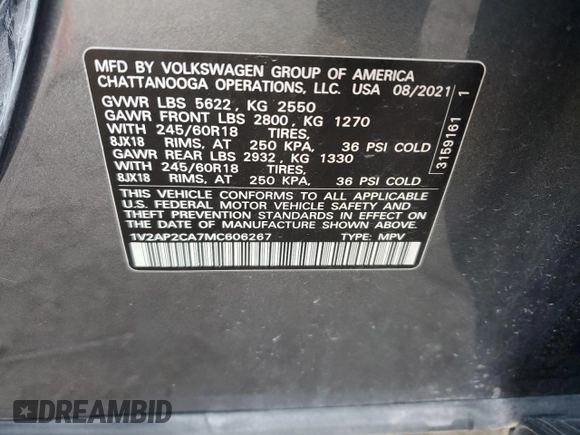 MFD BY VOLKSWAGEN GROUP OF AMERICA
CHATTANOOGA OPERATIONS, LLC. USA 08/2021
GVWR LBS 5622 , KG 2550
GAWR FRONT LBS 2800 , KG 1270
WITH 245/60R18 TIRES,
8JX18 RIMS, AT 250 KPA, 36 PSI COLD
GAWR REAR LBS 2932 , KG 1330
WITH 245/60R18 TIRES,
8JX18 RIMS, AT 250 KPA, 36 PSI COLD
THIS VEHICLE CONFORMS TO ALL APPLICABLE
U.S. FEDERAL MOTOR VEHICLE SAFETY AND
THEFT PREVENTION STANDARDS IN EFFECT ON
THE DATE OF MANUFACTURE SHOWN ABOVE.
1V2AP2CA7MC606267 TYPE: MPV
3159161 1
DREAMBID